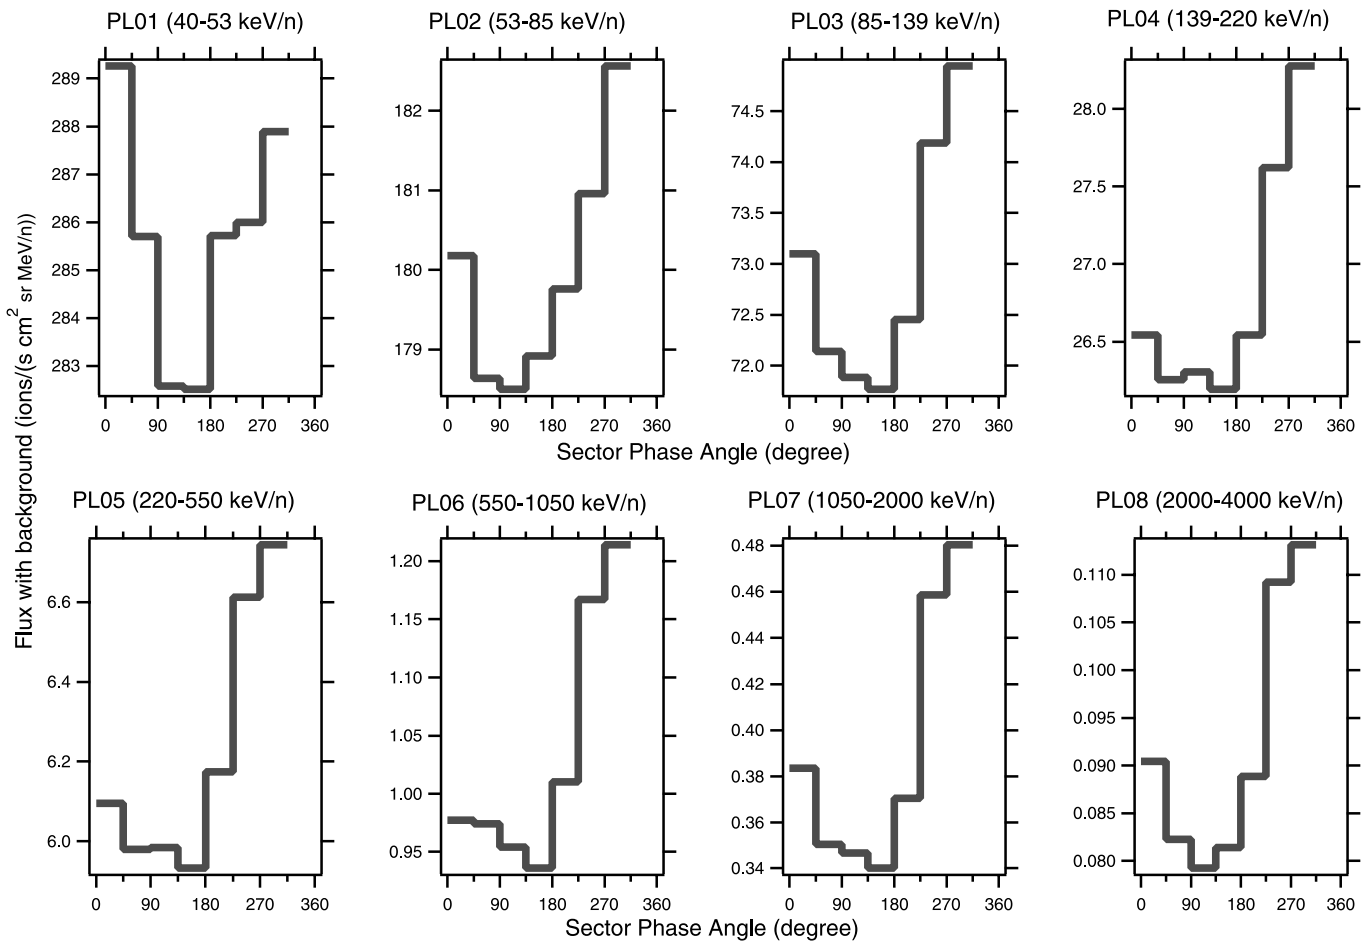 PL01 (40-53 keV/n)
PL02 (53-85 keV/n)
PL03 (85-139 keV/n)
PL04 (139-220 keV/n)
289
288
287
286
285
284
283
182
181
180
179
74.5
74.0
73.5
73.0
72.5
72.0
28.0
27.5
27.0
26.5
0 90 180 270 360
0 90 180 270 360
0 90 180 270 360
0 90 180 270 360
Sector Phase Angle (degree)
Flux with background (ions/(s cm² sr MeV/n))
PL05 (220-550 keV/n)
PL06 (550-1050 keV/n)
PL07 (1050-2000 keV/n)
PL08 (2000-4000 keV/n)
6.6
6.4
6.2
6.0
1.20
1.15
1.10
1.05
1.00
0.95
0.48
0.46
0.44
0.42
0.40
0.38
0.36
0.34
0.110
0.105
0.100
0.095
0.090
0.085
0.080
0 90 180 270 360
0 90 180 270 360
0 90 180 270 360
0 90 180 270 360
Sector Phase Angle (degree)